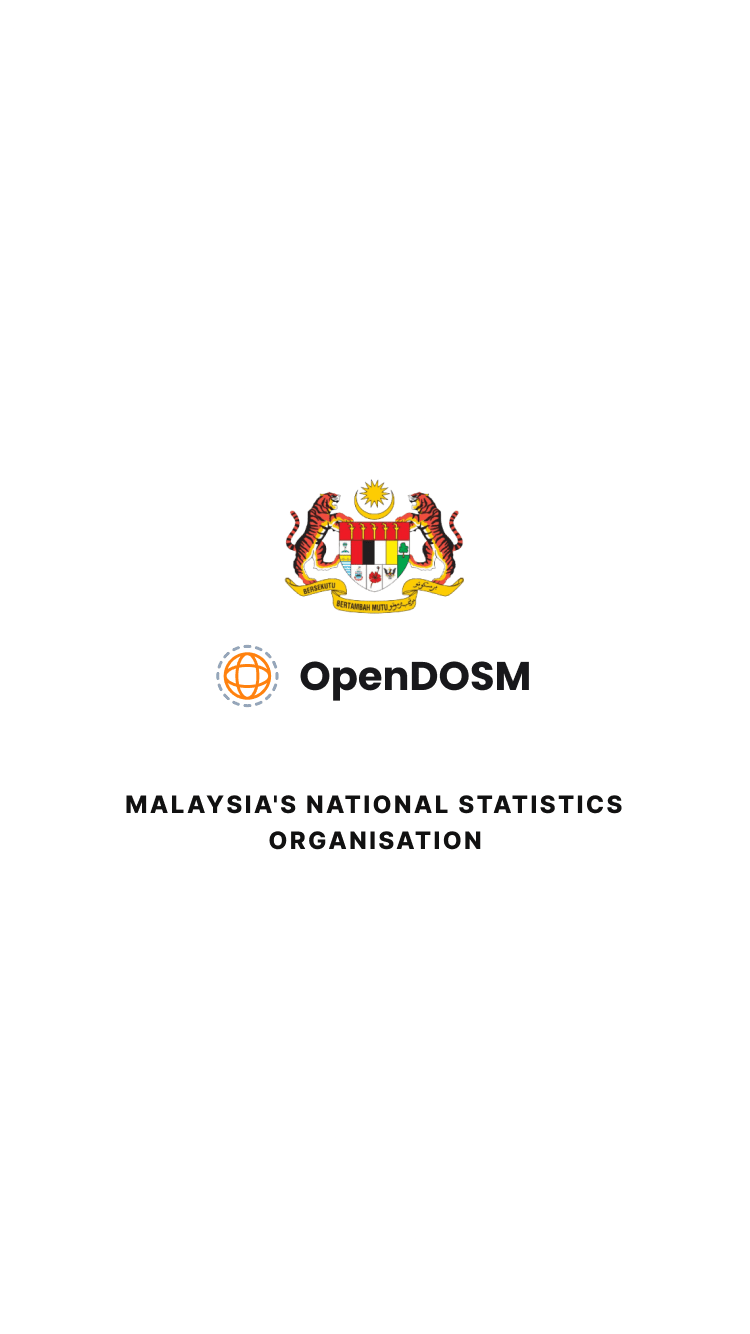 BERSEKUTU
BERTAMBAH MUTU
OpenDOSM
MALAYSIA'S NATIONAL STATISTICS
ORGANISATION